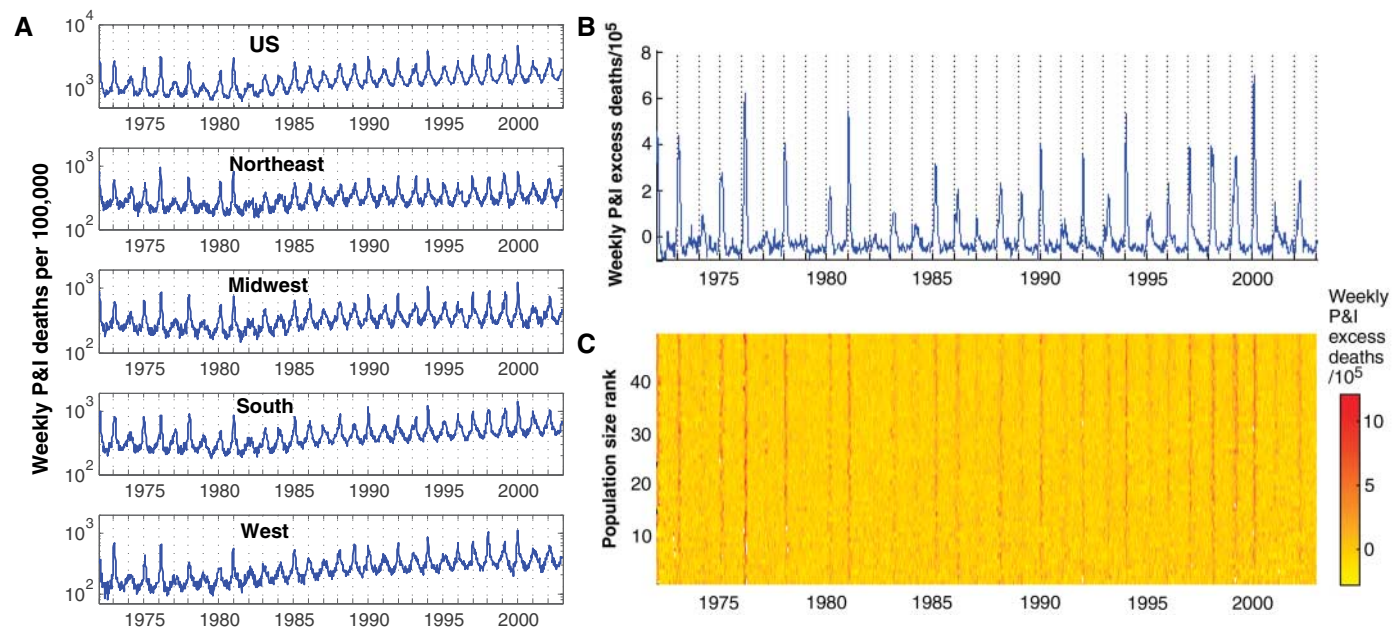 A
Weekly P&I deaths per 100,000
10^4
US
10^3
1975 1980 1985 1990 1995 2000
10^3
Northeast
10^2
1975 1980 1985 1990 1995 2000
10^3
Midwest
10^2
1975 1980 1985 1990 1995 2000
10^3
South
10^2
1975 1980 1985 1990 1995 2000
10^3
West
10^2
1975 1980 1985 1990 1995 2000
B
Weekly P&I excess deaths/10^5
8
6
4
2
0
1975 1980 1985 1990 1995 2000
C
Population size rank
40
30
20
10
1975 1980 1985 1990 1995 2000
Weekly
P&I
excess
deaths
/10^5
10
5
0